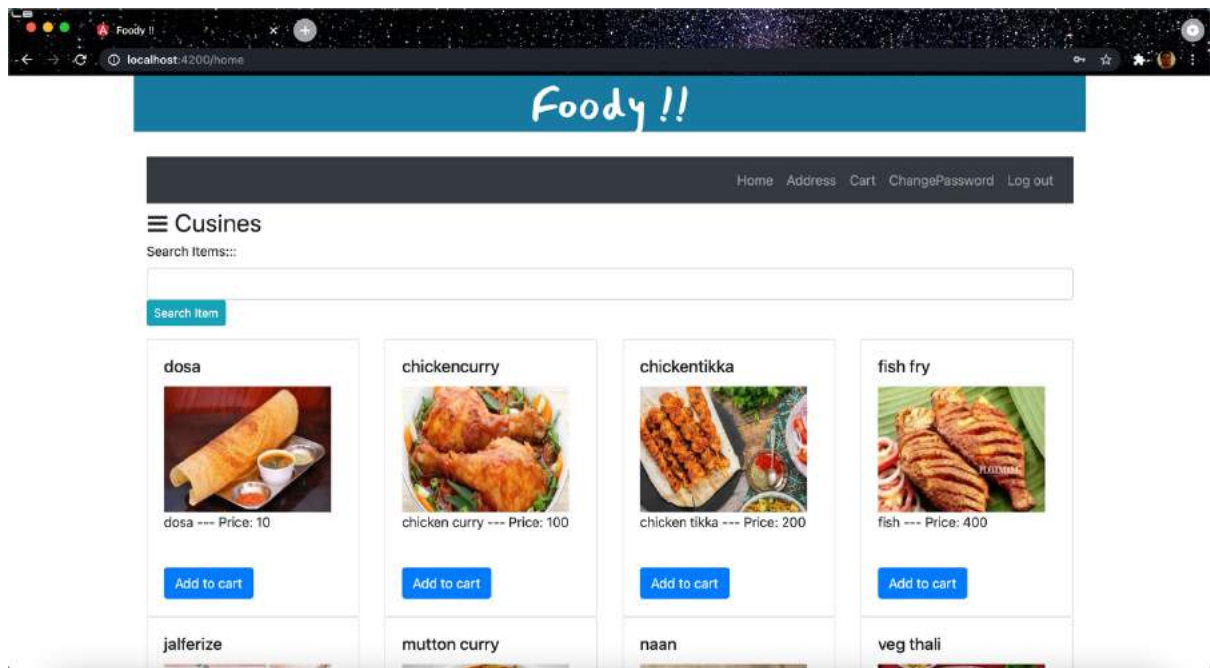 Foody !!
localhost:4200/home
Foody !!
Home Address Cart ChangePassword Log out
Cusines
Search Items:::
Search Item
dosa chickencurry chickentikka fish fry
dosa --- Price: 10 chicken curry --- Price: 100 chicken tikka --- Price: 200 fish --- Price: 400
Add to cart Add to cart Add to cart Add to cart
jalferize mutton curry naan veg thali